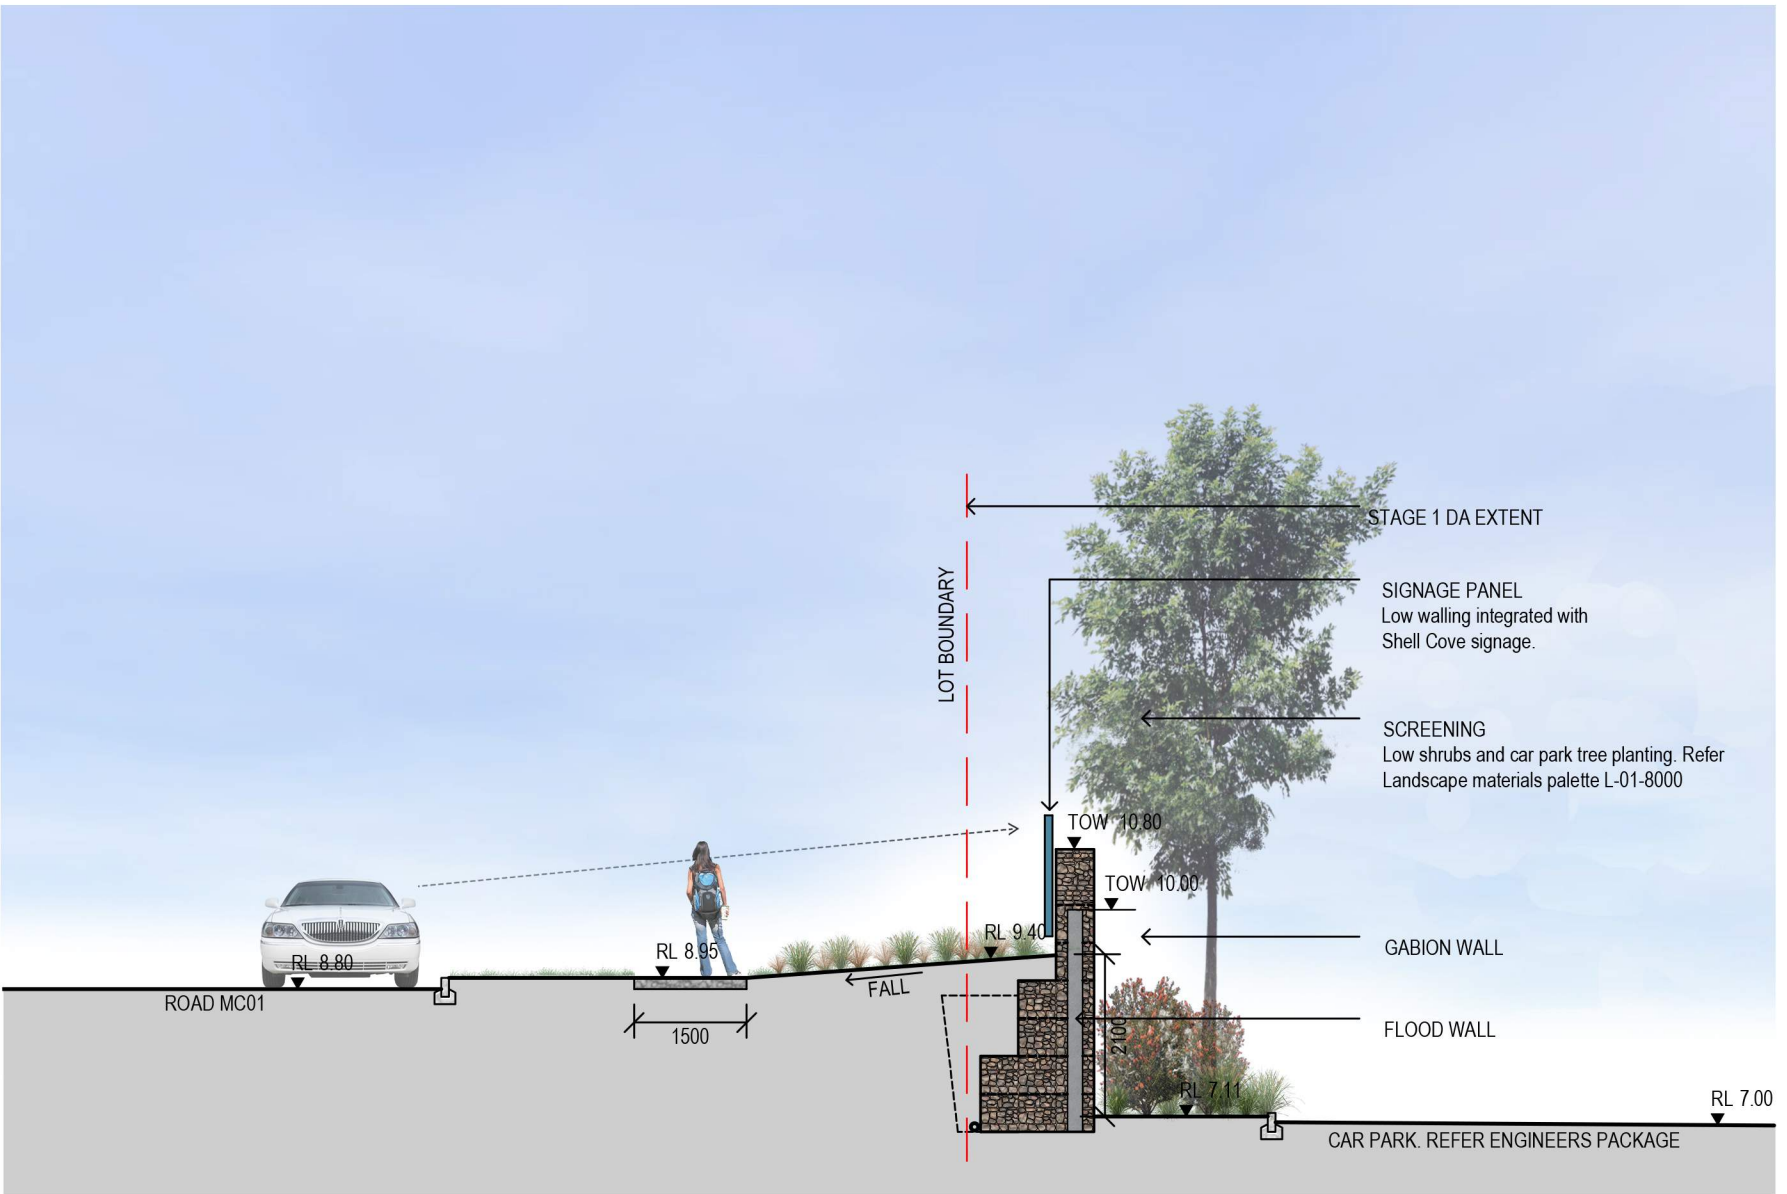 STAGE 1 DA EXTENT
LOT BOUNDARY
SIGNAGE PANEL
Low walling integrated with
Shell Cove signage.
SCREENING
Low shrubs and car park tree planting. Refer
Landscape materials palette L-01-8000
TOW 10.80
TOW 10.00
RL 9.40
GABION WALL
RL 8.95
RL 8.80
FALL
ROAD MC01
1500
2100
FLOOD WALL
RL 7.11
RL 7.00
CAR PARK. REFER ENGINEERS PACKAGE